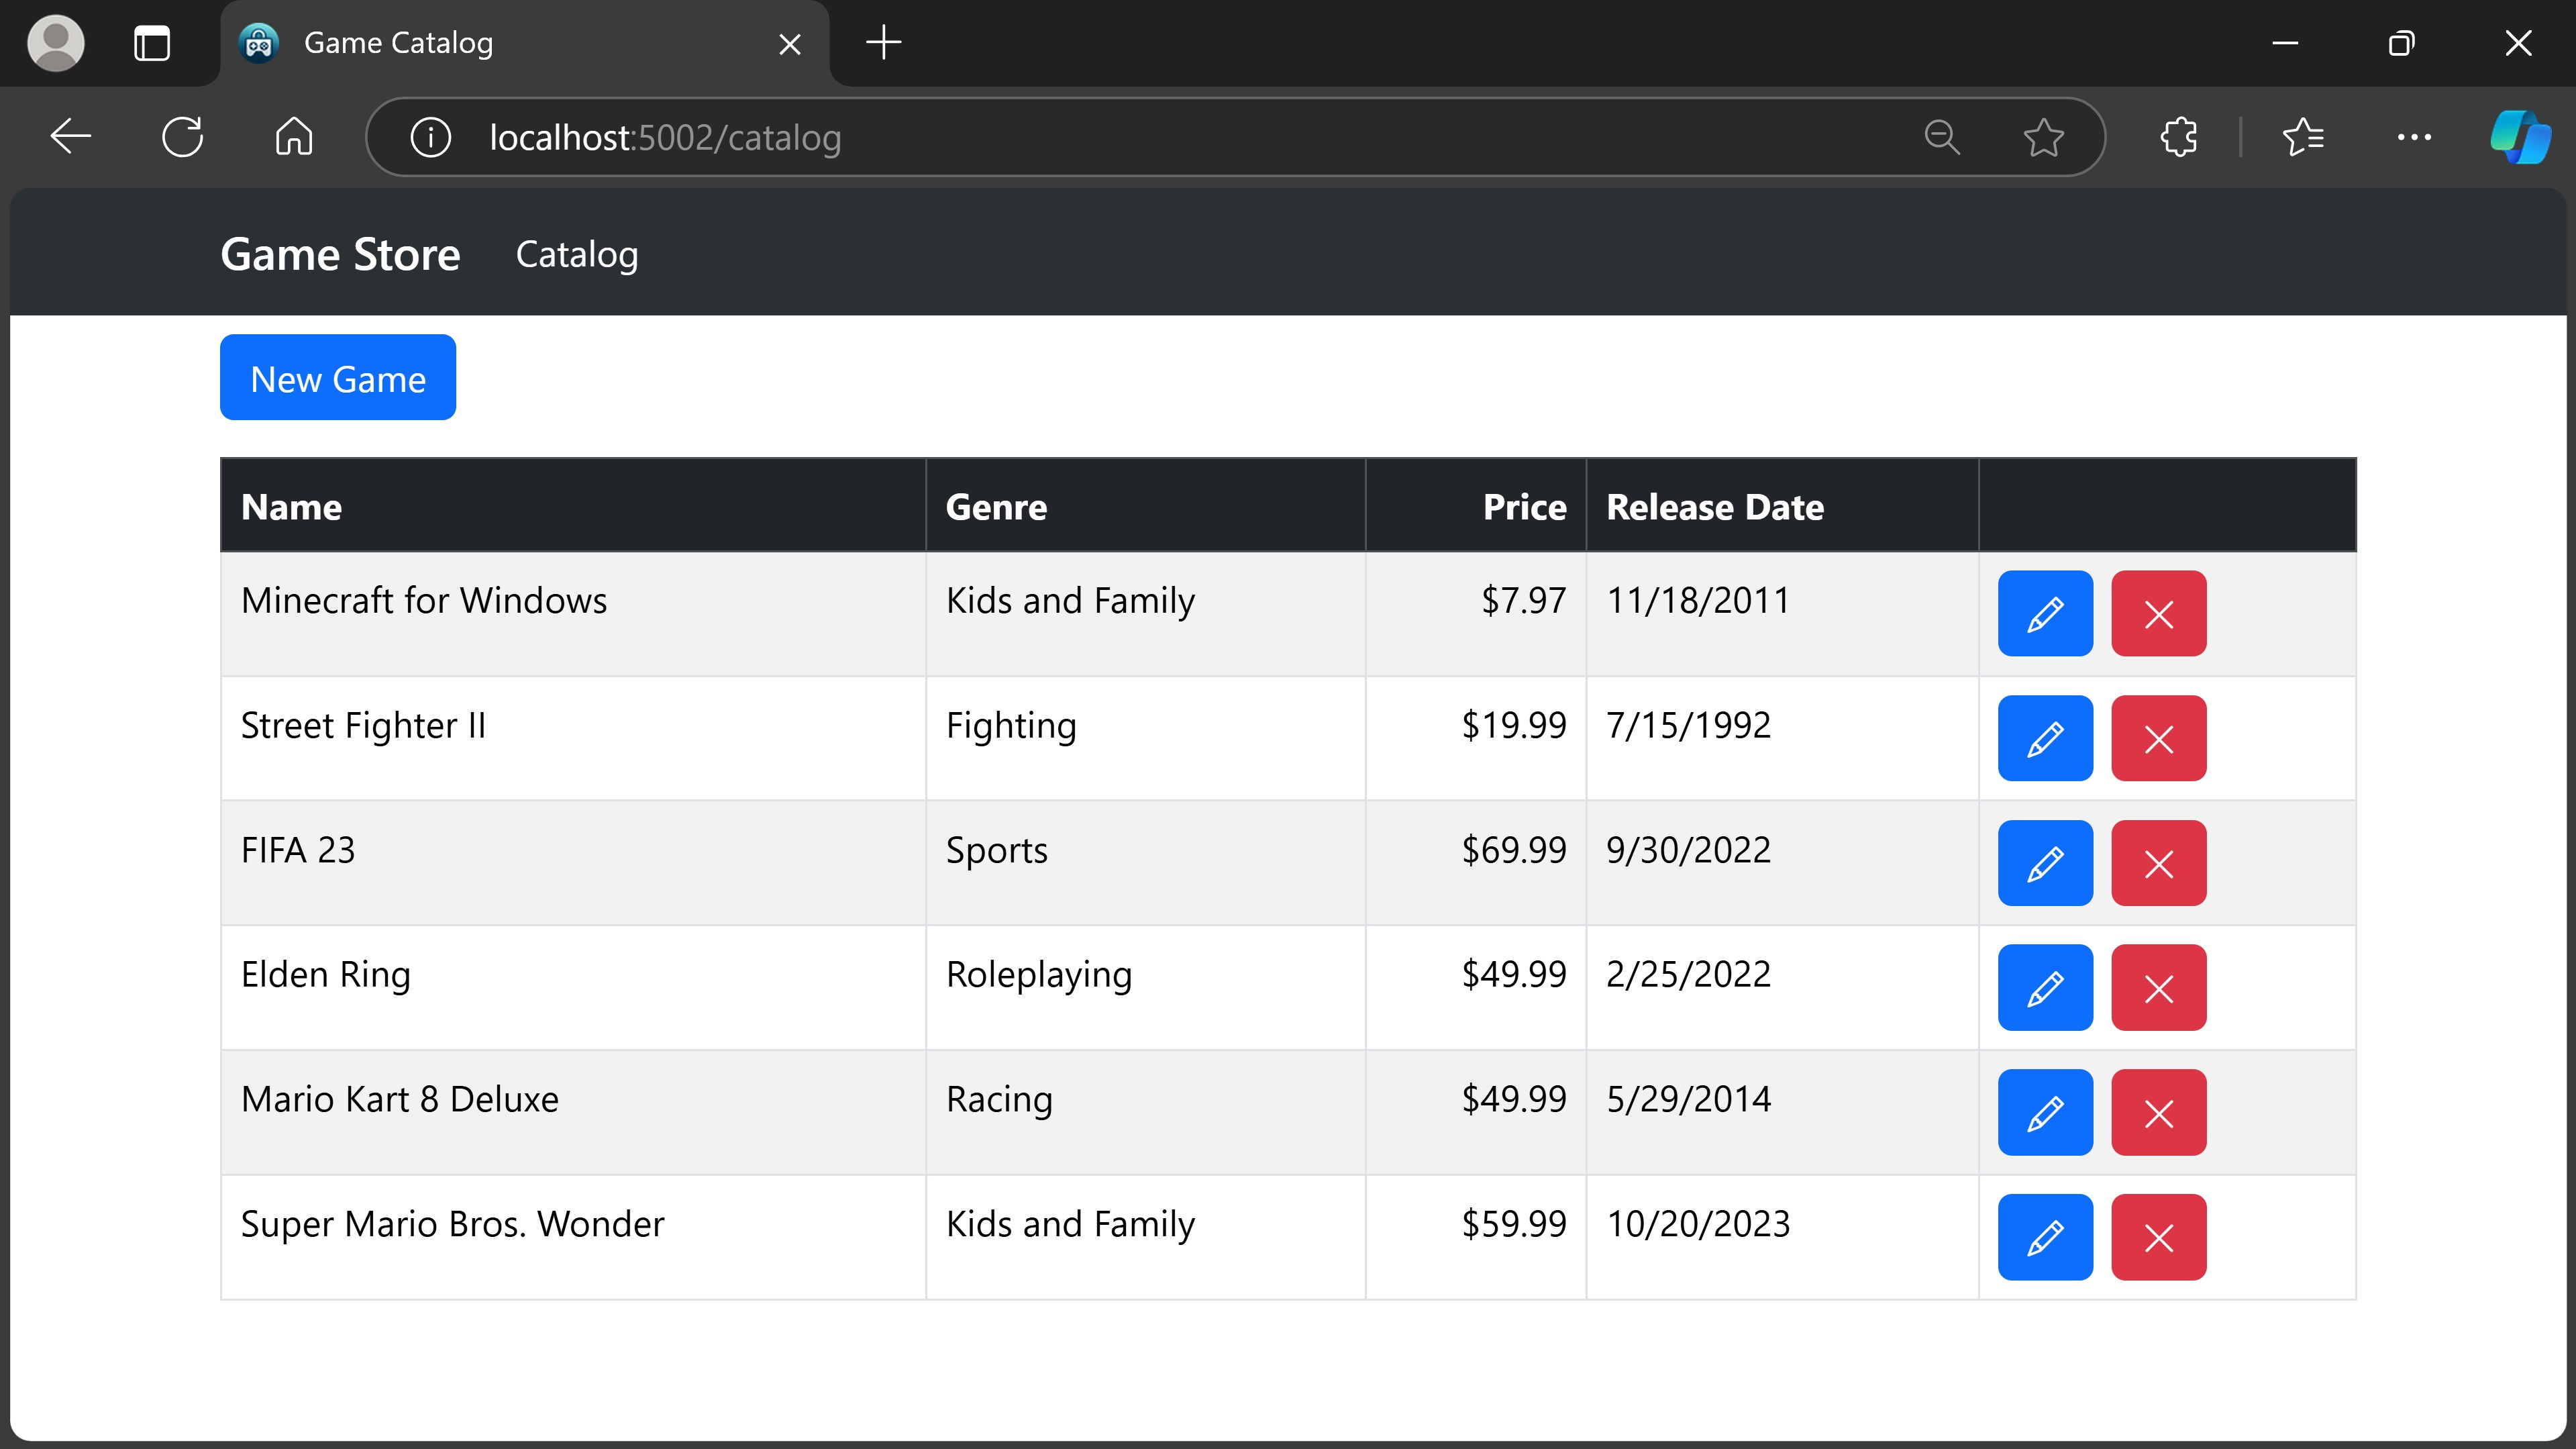 Game Catalog
localhost:5002/catalog
Game Store Catalog
New Game
Name Genre Price Release Date
Minecraft for Windows Kids and Family $7.97 11/18/2011
Street Fighter II Fighting $19.99 7/15/1992
FIFA 23 Sports $69.99 9/30/2022
Elden Ring Roleplaying $49.99 2/25/2022
Mario Kart 8 Deluxe Racing $49.99 5/29/2014
Super Mario Bros. Wonder Kids and Family $59.99 10/20/2023